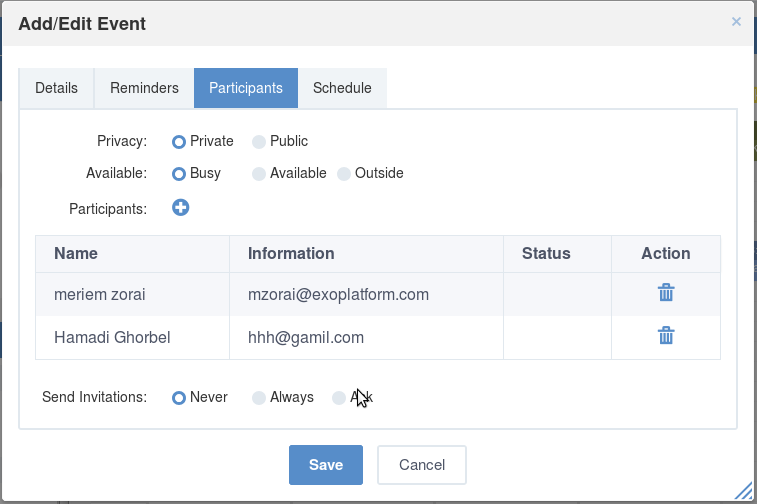 Add/Edit Event ×
Details Reminders Participants Schedule
Privacy: Private Public
Available: Busy Available Outside
Participants:
Name Information Status Action
meriem zorai mzorai@exoplatform.com
Hamadi Ghorbel hhh@gamil.com
Send Invitations: Never Always Ask
Save Cancel